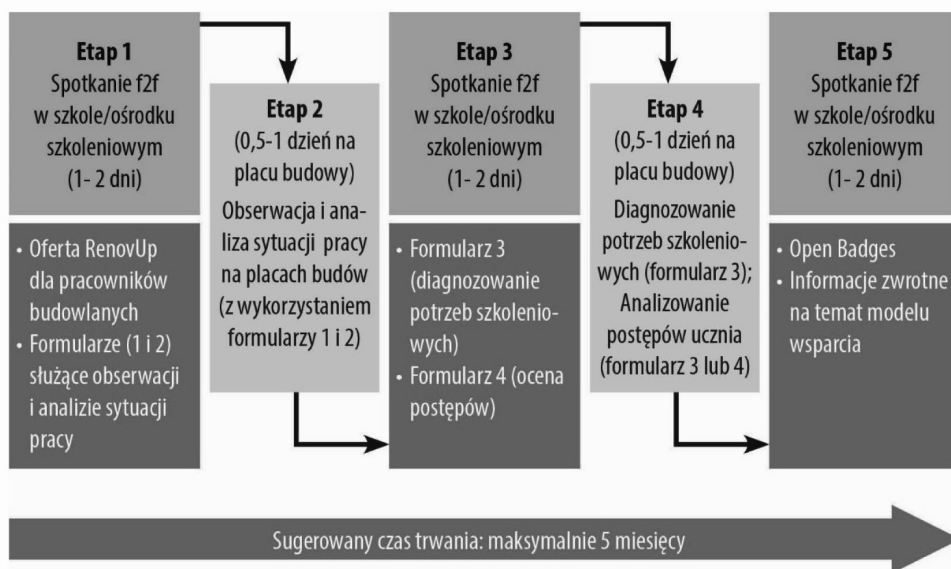 Etap 1
Spotkanie f2f
w szkole/ośrodku
szkoleniowym
(1- 2 dni)
• Oferta RenovUp
dla pracowników
budowlanych
• Formularze (1 i 2)
służące obserwacji
i analizie sytuacji
pracy
Etap 2
(0,5-1 dzień na
placu budowy)
Obserwacja i ana-
liza sytuacji pracy
na placach budów
(z wykorzystaniem
formularzy 1 i 2)
Etap 3
Spotkanie f2f
w szkole/ośrodku
szkoleniowym
(1- 2 dni)
• Formularz 3
(diagnozowanie
potrzeb szkolenio-
wych)
• Formularz 4 (ocena
postępów)
Etap 4
(0,5-1 dzień na
placu budowy)
Diagnozowanie
potrzeb szkolenio-
wych (formularz 3);
Analizowanie
postępów ucznia
(formularz 3 lub 4)
Etap 5
Spotkanie f2f
w szkole/ośrodku
szkoleniowym
(1- 2 dni)
• Open Badges
• Informacje zwrotne
na temat modelu
wsparcia
Sugerowany czas trwania: maksymalnie 5 miesięcy